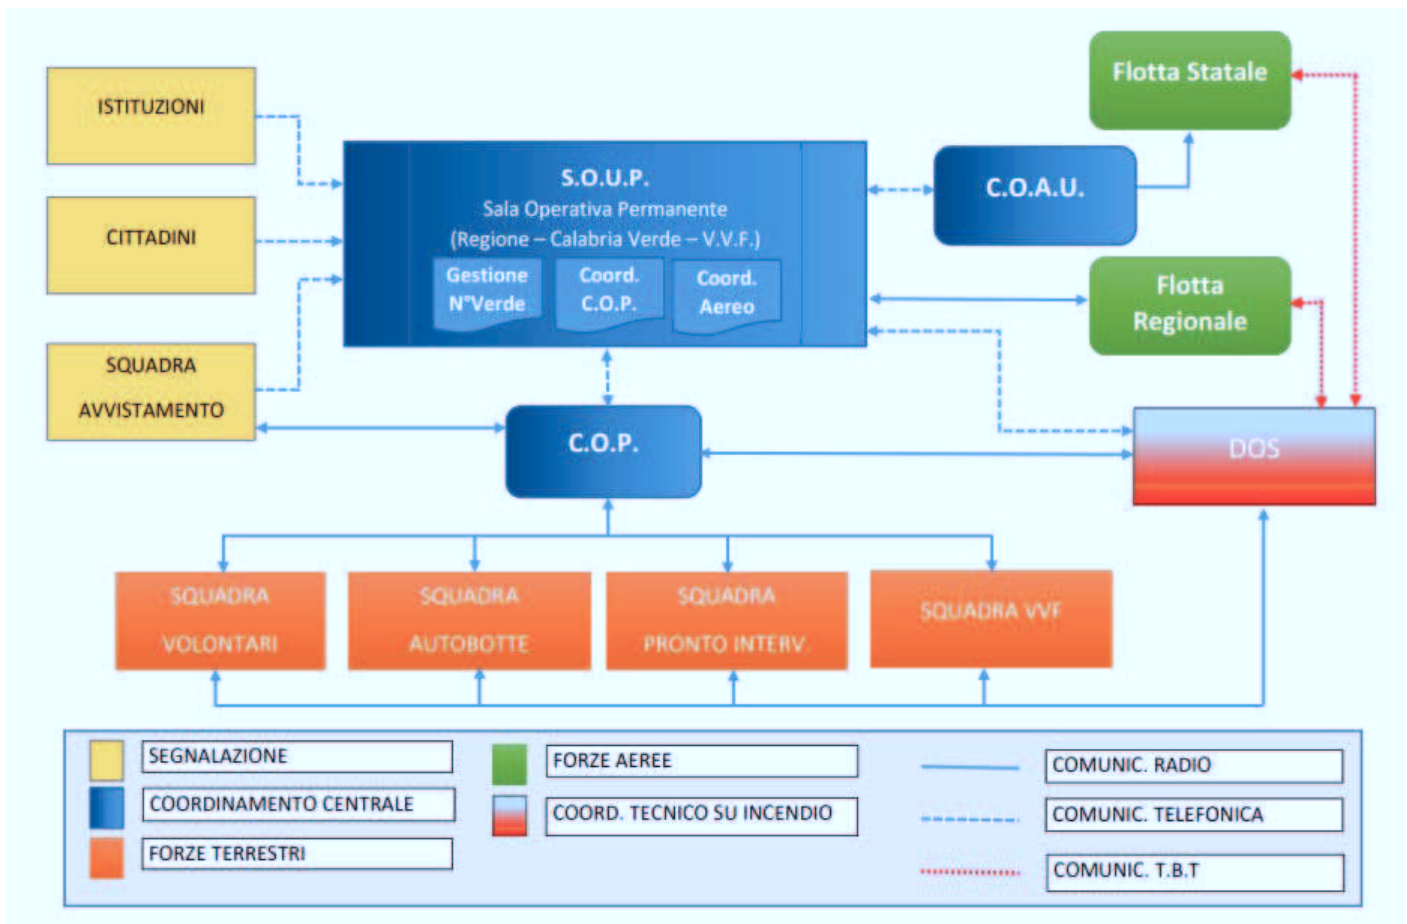 ISTITUZIONI
CITTADINI
SQUADRA
AVVISTAMENTO
S.O.U.P.
Sala Operativa Permanente
(Regione – Calabria Verde – V.V.F.)
Gestione
N°Verde
Coord.
C.O.P.
Coord.
Aereo
C.O.A.U.
Flotta Statale
Flotta
Regionale
C.O.P.
DOS
SQUADRA
VOLONTARI
SQUADRA
AUTOBOTTE
SQUADRA
PRONTO INTERV.
SQUADRA VVF
SEGNALAZIONE
COORDINAMENTO CENTRALE
FORZE TERRESTRI
FORZE AEREE
COORD. TECNICO SU INCENDIO
COMUNIC. RADIO
COMUNIC. TELEFONICA
COMUNIC. T.B.T